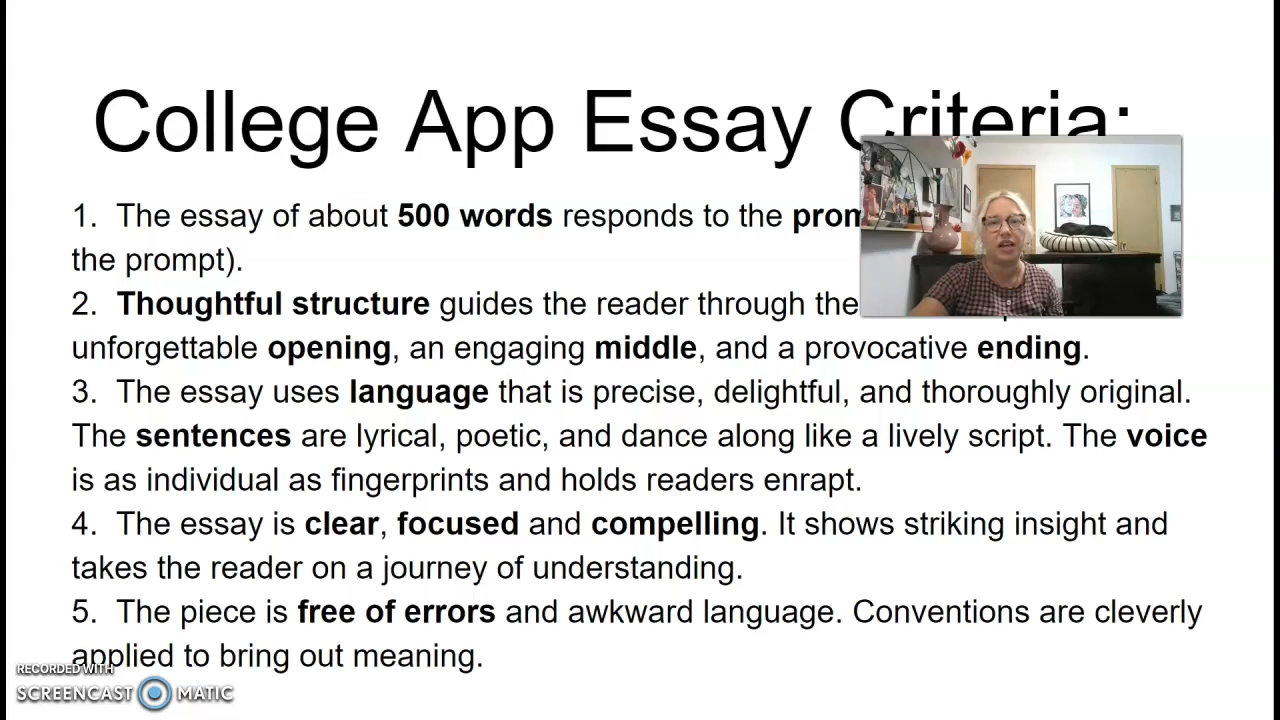 College App Essay Criteria:
1. The essay of about 500 words responds to the
the prompt).
2. Thoughtful structure guides the reader through the
unforgettable opening, an engaging middle, and a provocative ending.
3. The essay uses language that is precise, delightful, and thoroughly original.
The sentences are lyrical, poetic, and dance along like a lively script. The voice
is as individual as fingerprints and holds readers enrapt.
4. The essay is clear, focused and compelling. It shows striking insight and
takes the reader on a journey of understanding.
5. The piece is free of errors and awkward language. Conventions are cleverly
applied to bring out meaning.
RECORDED WITH
SCREENCAST MATIC